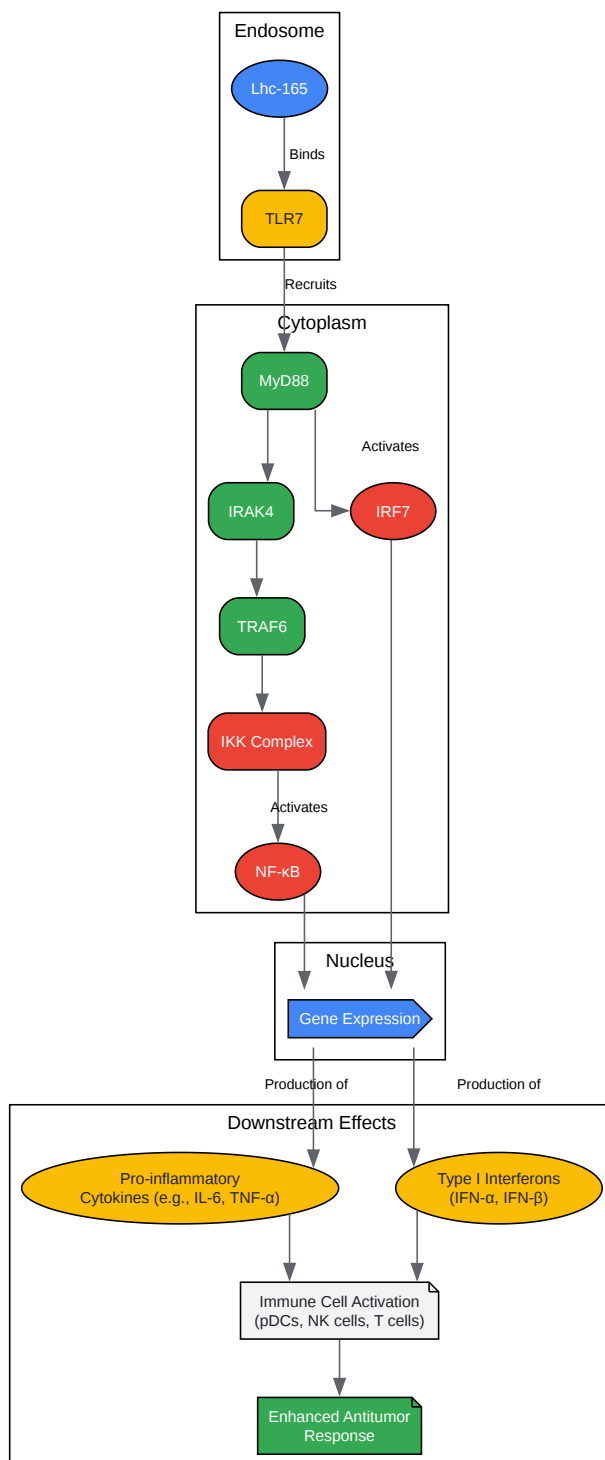 Endosome
Lhc-165
Binds
TLR7
Recruits
Cytoplasm
MyD88
Activates
IRAK4
IRF7
TRAF6
IKK Complex
Activates
NF-κB
Nucleus
Gene Expression
Production of
Production of
Downstream Effects
Pro-inflammatory
Cytokines (e.g., IL-6, TNF-α)
Type I Interferons
(IFN-α, IFN-β)
Immune Cell Activation
(pDCs, NK cells, T cells)
Enhanced Antitumor
Response